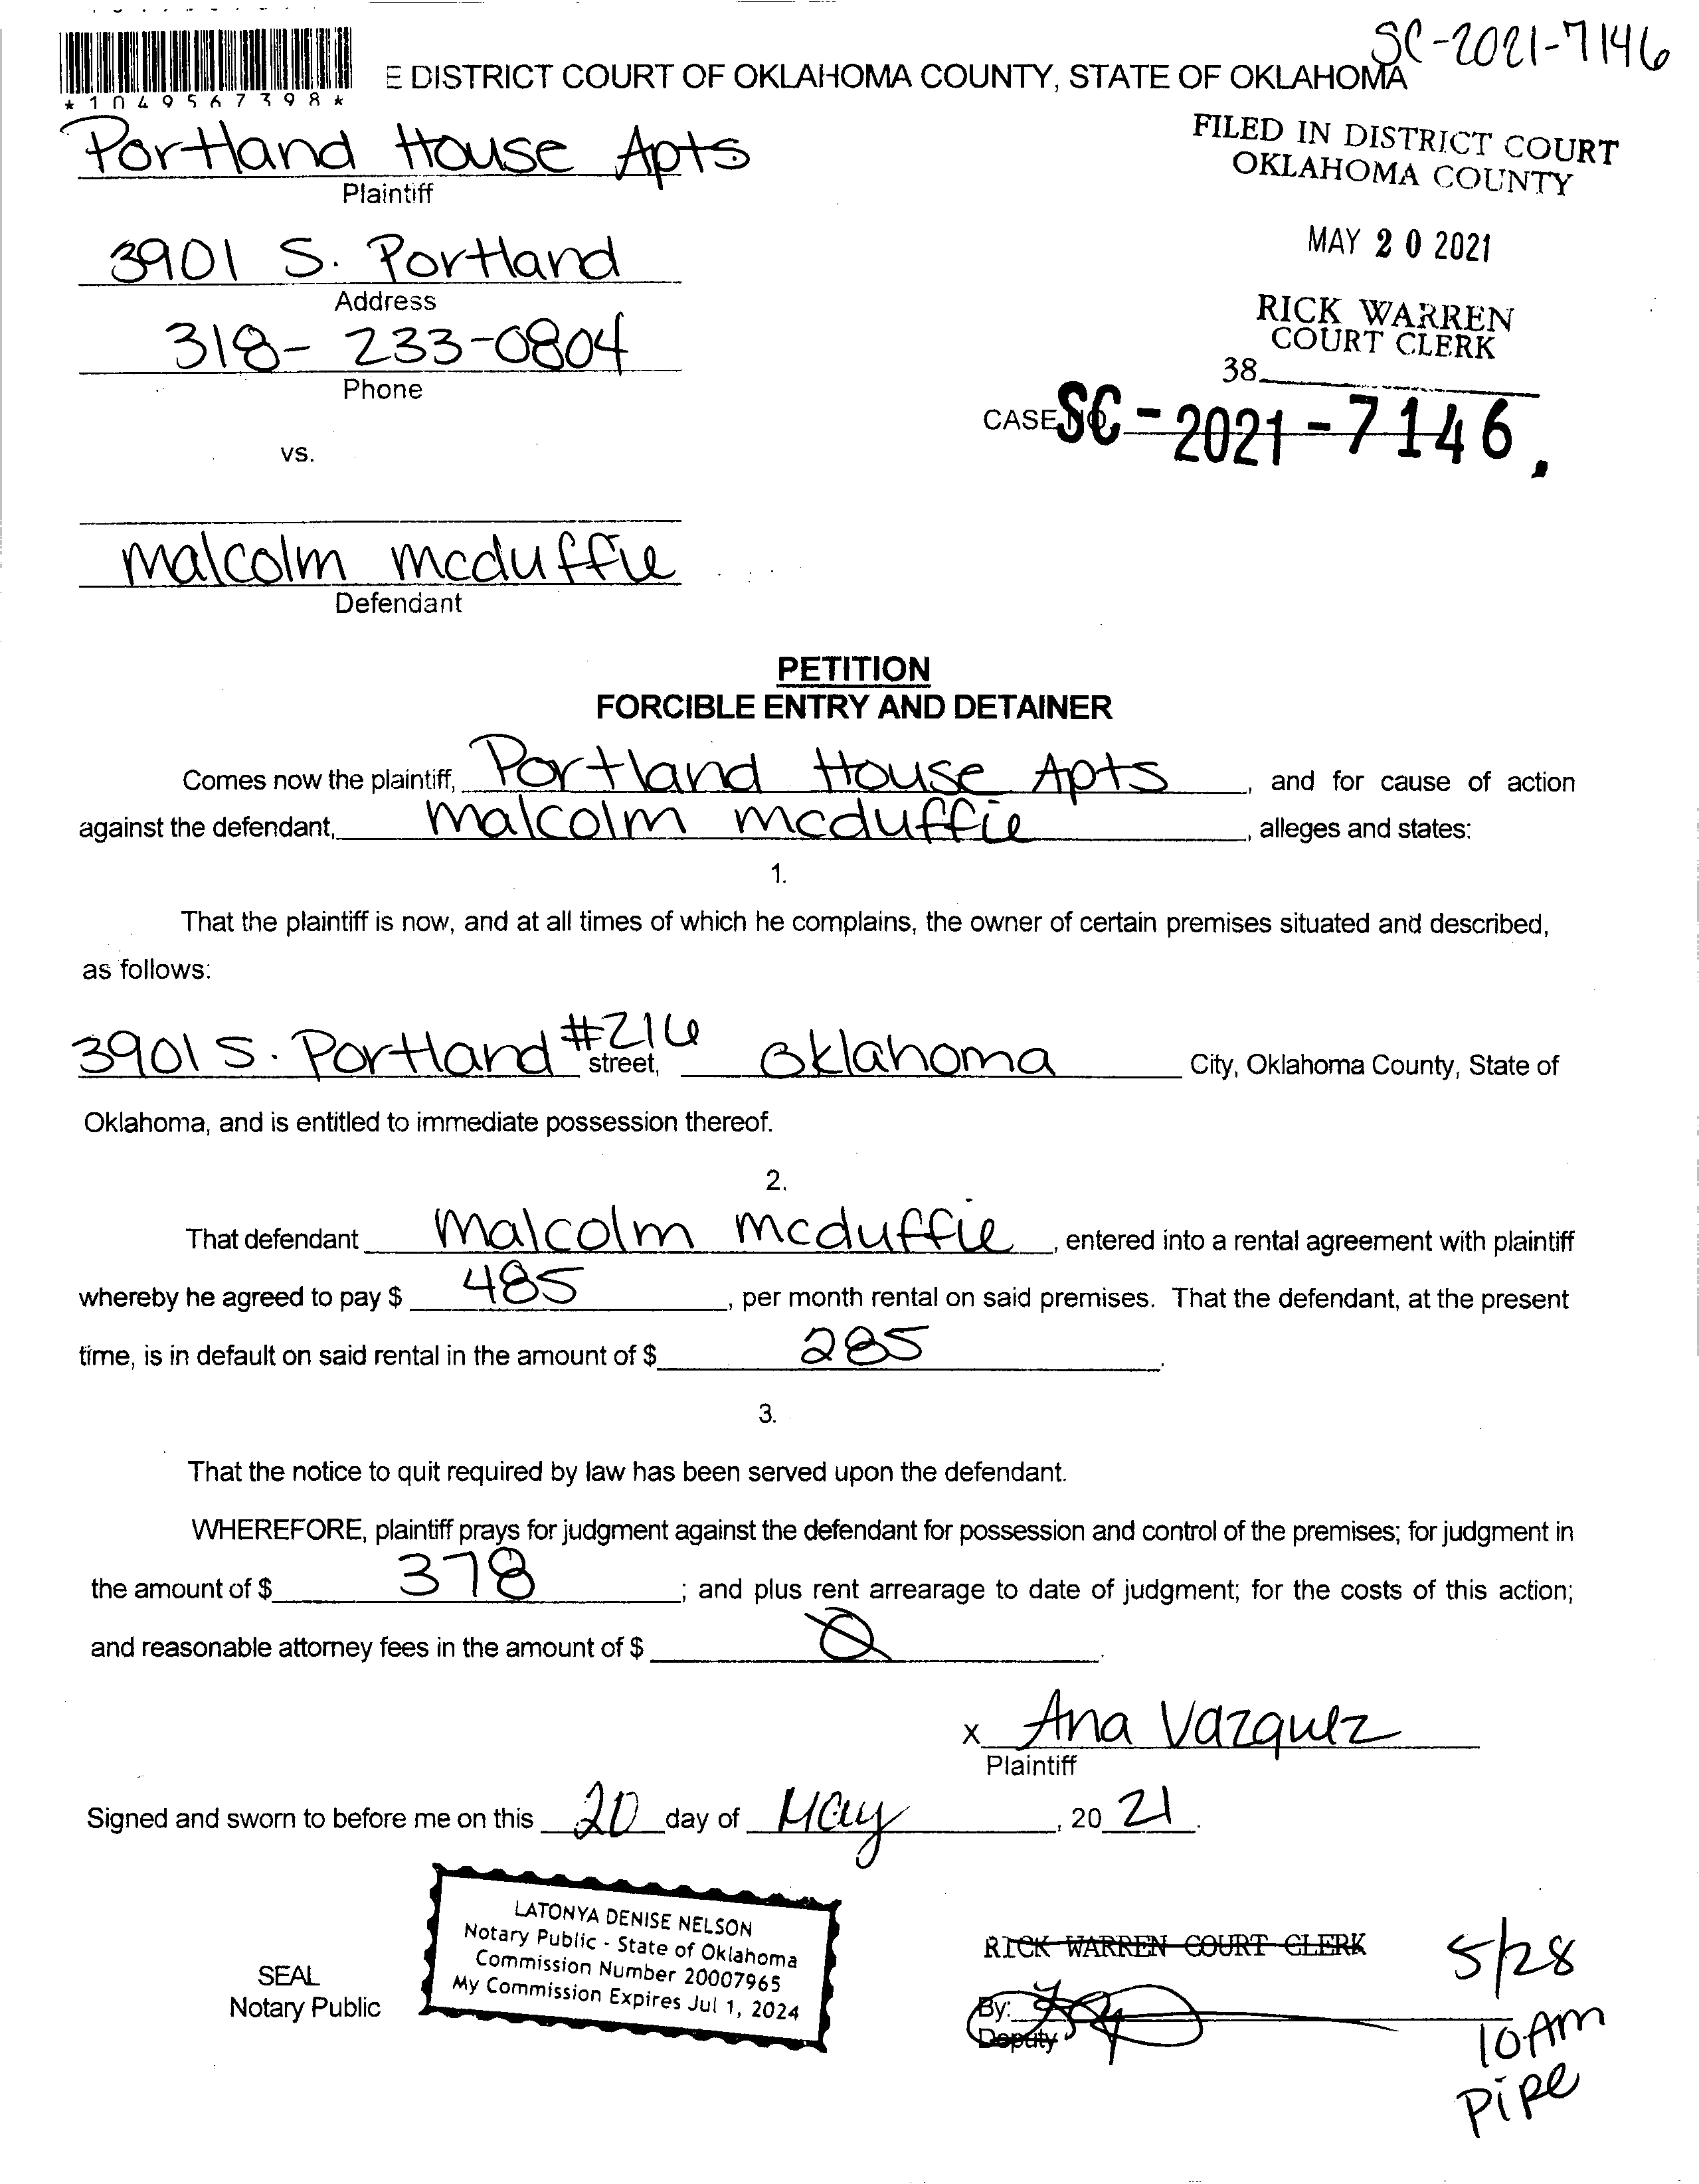 SC-2021-7146
E DISTRICT COURT OF OKLAHOMA COUNTY, STATE OF OKLAHOMA
*1049567398*
Portland House Apts
Plaintiff
FILED IN DISTRICT COURT
OKLAHOMA COUNTY
MAY 20 2021
RICK WARREN
COURT CLERK
38
3901 S. Portland
Address
318-233-0804
Phone
CASE NO. SC-2021-7146.
vs.
Malcolm mcduffie
Defendant
PETITION
FORCIBLE ENTRY AND DETAINER
Comes now the plaintiff, Portland House Apts, and for cause of action
against the defendant, Malcolm mcduffie, alleges and states:
1.
That the plaintiff is now, and at all times of which he complains, the owner of certain premises situated and described,
as follows:
3901 S. Portland #216 street, Oklahoma City, Oklahoma County, State of
Oklahoma, and is entitled to immediate possession thereof.
2.
That defendant Malcolm mcduffie, entered into a rental agreement with plaintiff
whereby he agreed to pay $ 485, per month rental on said premises. That the defendant, at the present
time, is in default on said rental in the amount of $ 285.
3.
That the notice to quit required by law has been served upon the defendant.
WHEREFORE, plaintiff prays for judgment against the defendant for possession and control of the premises; for judgment in
the amount of $ 378; and plus rent arrearage to date of judgment; for the costs of this action;
and reasonable attorney fees in the amount of $ 0.
x Ana Vazquez
Plaintiff
Signed and sworn to before me on this 20 day of May, 20 21.
LATONYA DENISE NELSON
Notary Public - State of Oklahoma
Commission Number 20007965
My Commission Expires Jul 1, 2024
SEAL
Notary Public
RICK WARREN COURT CLERK
By:
Deputy
5/28
10 Am
Pipe